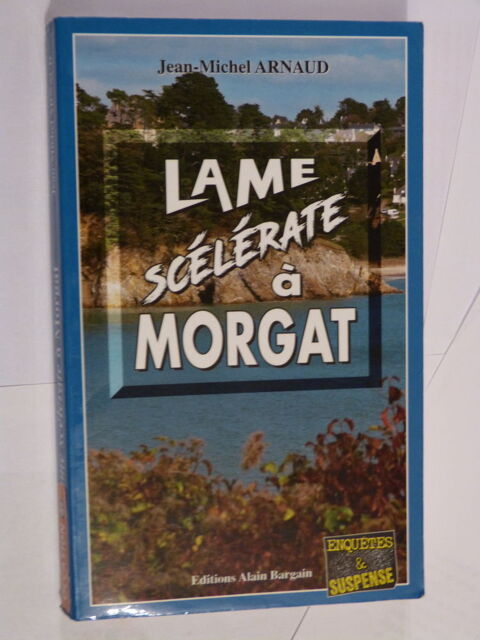 Jean-Michel ARNAUD
LAME
SCÉLÉRATE
à
MORGAT
Editions Alain Bargain
ENQUÊTES
&
SUSPENSE